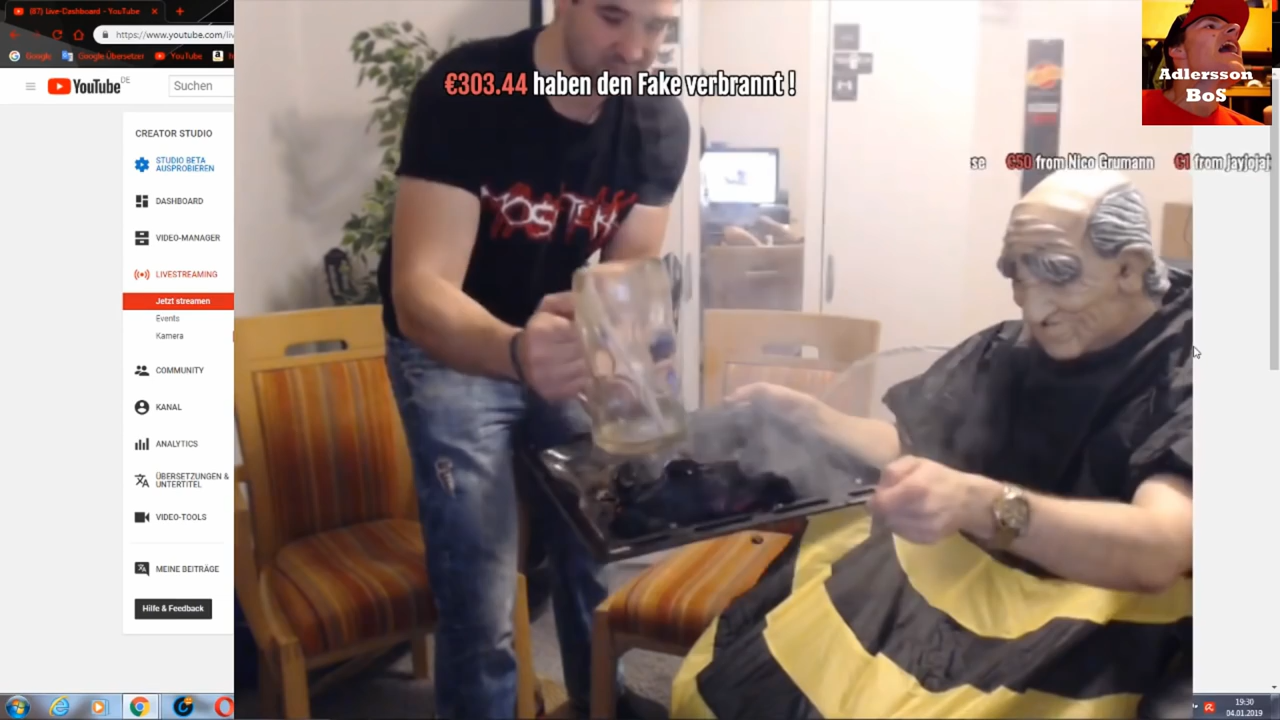 (87) Live-Dashboard - YouTube
https://www.youtube.com/li
Google
Google Übersetzer
YouTube
YouTube DE
Suchen
CREATOR STUDIO
STUDIO BETA
AUSPROBIEREN
DASHBOARD
VIDEO-MANAGER
LIVESTREAMING
Jetzt streamen
Events
Kamera
COMMUNITY
KANAL
ANALYTICS
ÜBERSETZUNGEN &
UNTERTITEL
VIDEO-TOOLS
MEINE BEITRÄGE
Hilfe & Feedback
€303.44 haben den Fake verbrannt !
Adlersson
BoS
se €50 from Nico Grumann €1 from Jayjojaj
19:30
04.01.2019